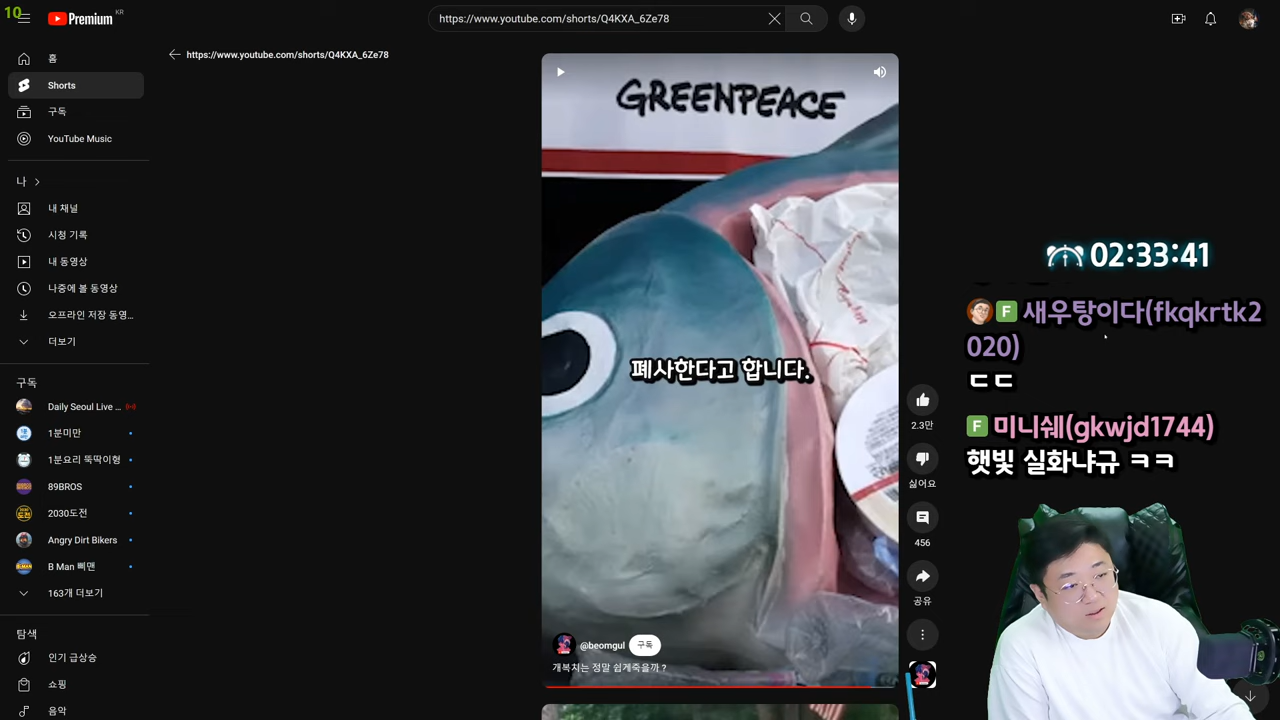 10
Premium KR
https://www.youtube.com/shorts/Q4KXA_6Ze78
https://www.youtube.com/shorts/Q4KXA_6Ze78
홈
Shorts
구독
YouTube Music
나
내 채널
시청 기록
내 동영상
나중에 볼 동영상
오프라인 저장 동영...
더보기
구독
Daily Seoul Live ...
1분미만
1분요리 뚝딱이형
89BROS
2030도전
Angry Dirt Bikers
B Man 삐맨
163개 더보기
탐색
인기 급상승
쇼핑
음악
GREENPEACE
폐사한다고 합니다.
@beomgul 구독
개복치는 정말 쉽게죽을까 ?
2.3만
싫어요
456
공유
02:33:41
F 새우탕이다(fkqkrtk2
020)
ㄷㄷ
F 미니쉐(gkwjd1744)
햇빛 실화냐규 ㅋㅋ